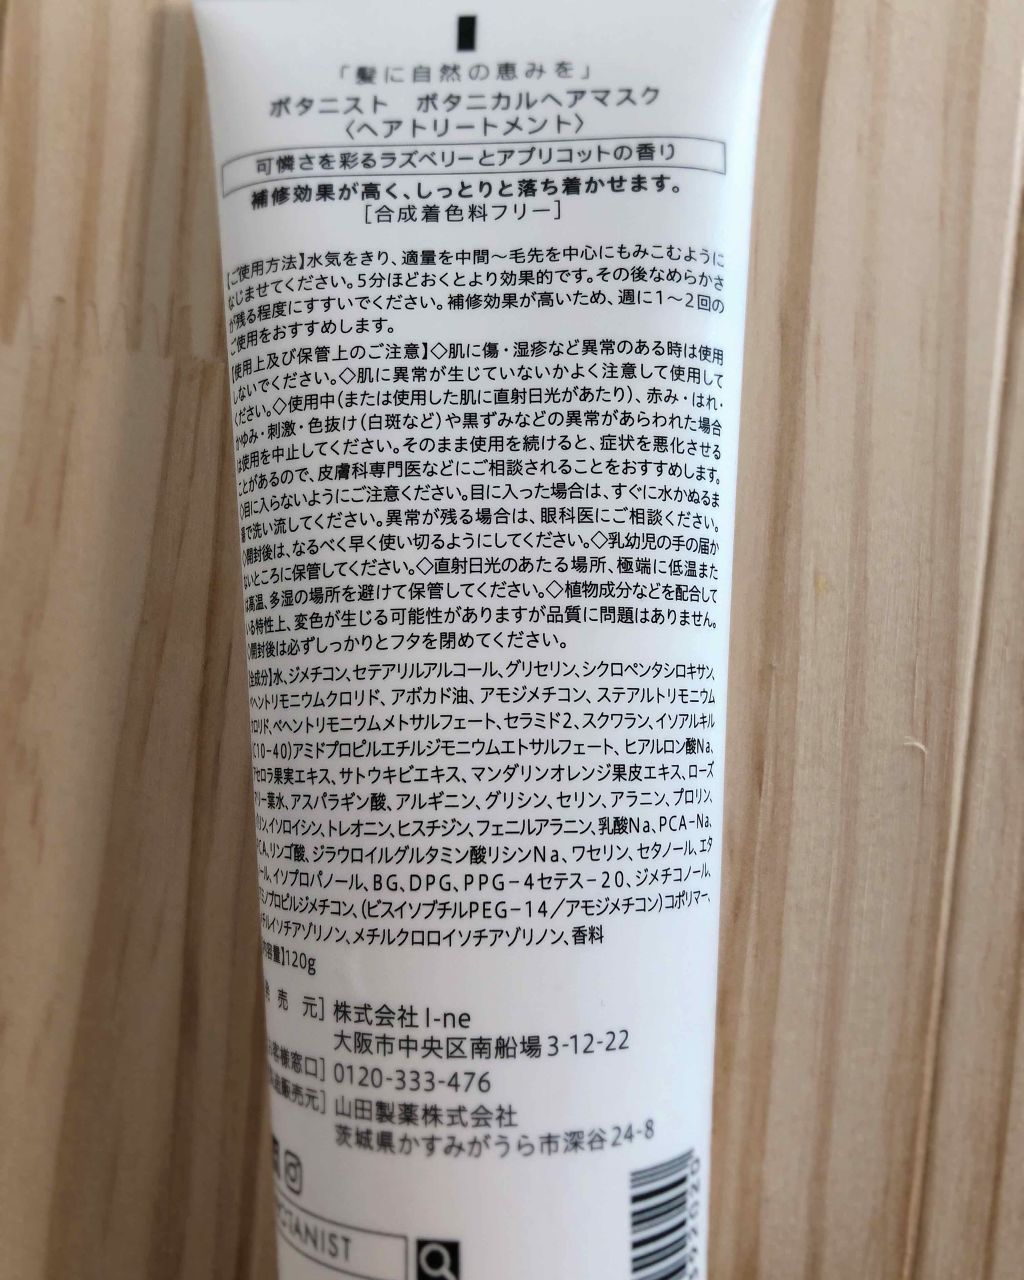 「髪に自然の恵みを」
ボタニスト ボタニカルヘアマスク
〈ヘアトリートメント〉
可憐さを彩るラズベリーとアプリコットの香り
補修効果が高く、しっとりと落ち着かせます。
[合成着色料フリー]
【ご使用方法】水気をきり、適量を中間〜毛先を中心にもみこむように
なじませてください。5分ほどおくとより効果的です。その後なめらかさ
が残る程度にすすいでください。補修効果が高いため、週に1〜2回の
ご使用をおすすめします。
【使用上及び保管上のご注意】◇肌に傷・湿疹など異常のある時は使用
しないでください。◇肌に異常が生じていないかよく注意して使用して
ください。◇使用中(または使用した肌に直射日光があたり)、赤み・はれ・
かゆみ・刺激・色抜け(白斑など)や黒ずみなどの異常があらわれた場合
は使用を中止してください。そのまま使用を続けると、症状を悪化させる
ことがあるので、皮膚科専門医などにご相談されることをおすすめします。
◇目に入らないようにご注意ください。目に入った場合は、すぐに水かぬるま
湯で洗い流してください。異常が残る場合は、眼科医にご相談ください。
◇開封後は、なるべく早く使い切るようにしてください。◇乳幼児の手の届か
ないところに保管してください。◇直射日光のあたる場所、極端に低温また
は高温、多湿の場所を避けて保管してください。◇植物成分などを配合して
いる特性上、変色が生じる可能性がありますが品質に問題はありません。
◇開封後は必ずしっかりとフタを閉めてください。
【全成分】水、ジメチコン、セテアリルアルコール、グリセリン、シクロペンタシロキサン、
ベヘントリモニウムクロリド、アボカド油、アモジメチコン、ステアルトリモニウム
クロリド、ベヘントリモニウムメトサルフェート、セラミド2、スクワラン、イソアルキル
(C10-40)アミドプロピルエチルジモニウムエトサルフェート、ヒアルロン酸Na、
アセロラ果実エキス、サトウキビエキス、マンダリンオレンジ果皮エキス、ローズ
マリー葉水、アスパラギン酸、アルギニン、グリシン、セリン、アラニン、プロリン、
バリン、イソロイシン、トレオニン、ヒスチジン、フェニルアラニン、乳酸Na、PCA-Na、
PCA、リンゴ酸、ジラウロイルグルタミン酸リシンNa、ワセリン、セタノール、エタ
ノール、イソプロパノール、BG、DPG、PPG-4セテス-20、ジメチコノール、
アミノプロピルジメチコン、(ビスイソブチルPEG-14/アモジメチコン)コポリマー、
メチルイソチアゾリノン、メチルクロロイソチアゾリノン、香料
内容量】120g
発売元] 株式会社I-ne
大阪市中央区南船場3-12-22
お客様窓口] 0120-333-476
製造販売元] 山田製薬株式会社
茨城県かすみがうら市深谷24-8
OTANIST